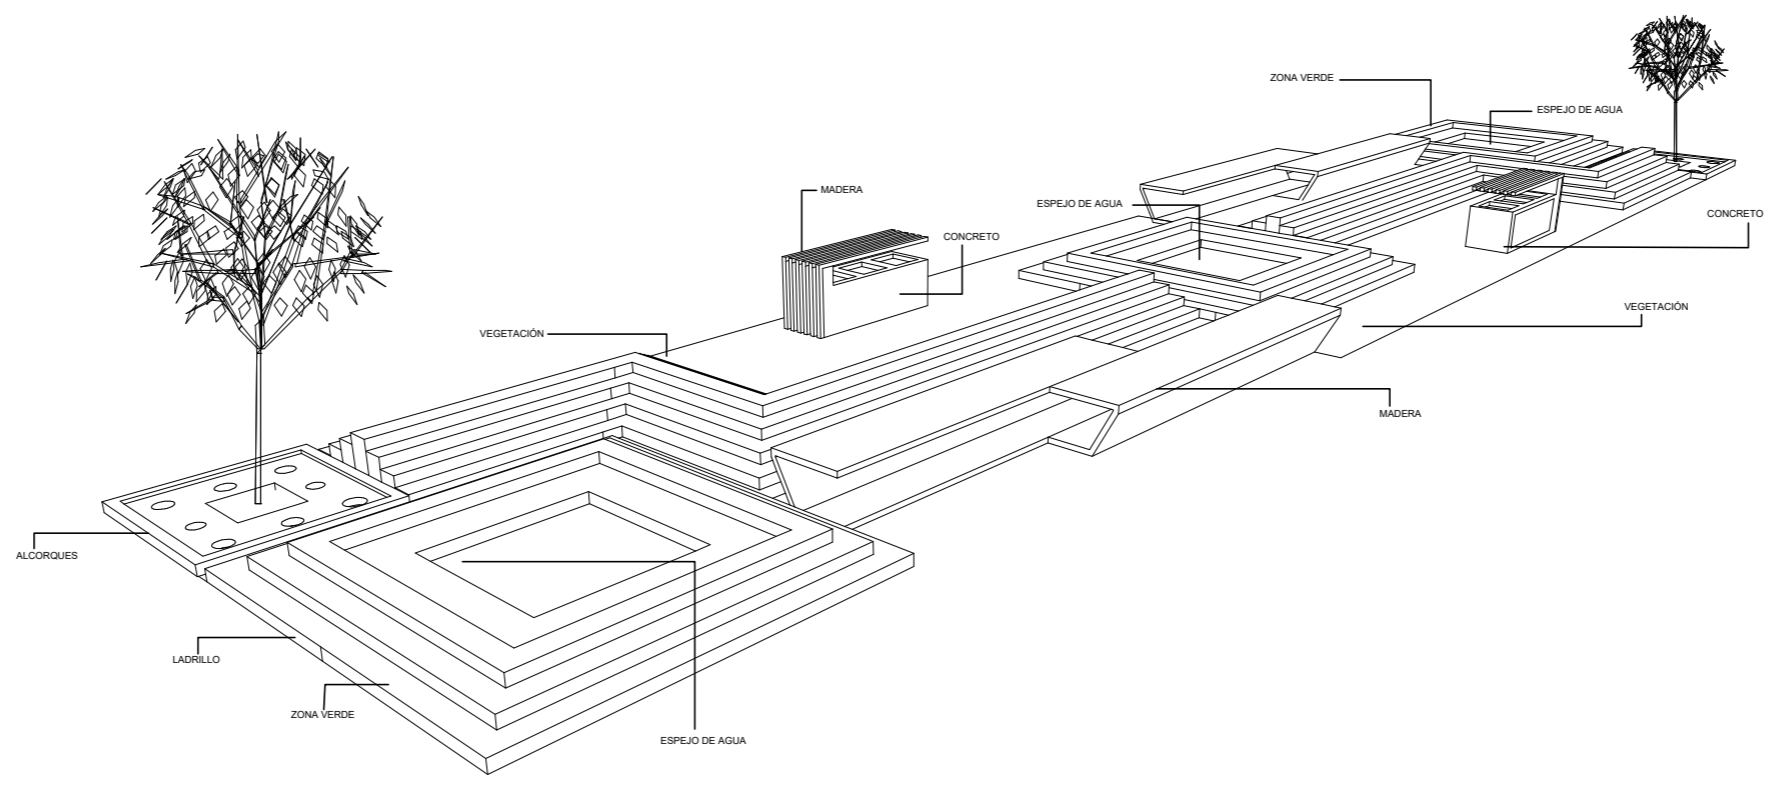 ZONA VERDE
ESPEJO DE AGUA
MADERA
ESPEJO DE AGUA
CONCRETO
CONCRETO
VEGETACIÓN
VEGETACIÓN
MADERA
ALCORQUES
LADRILLO
ZONA VERDE
ESPEJO DE AGUA